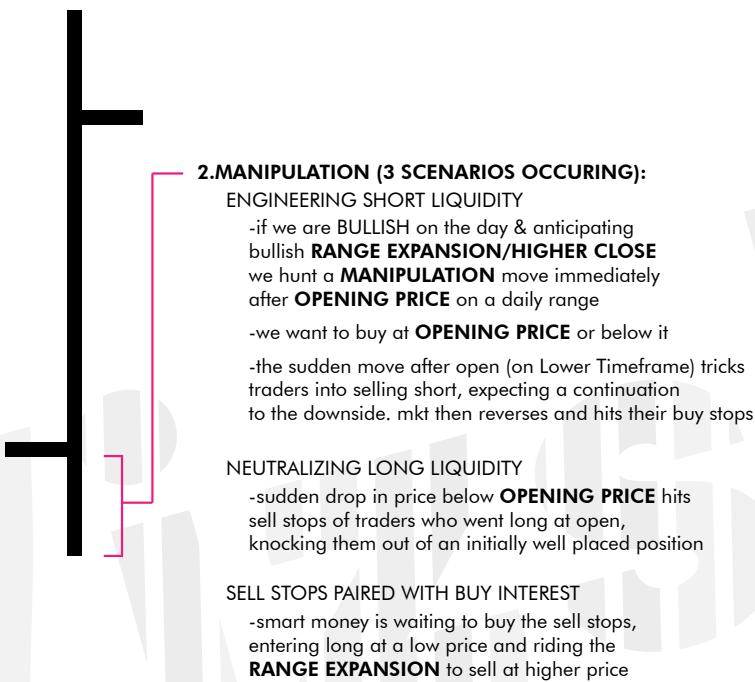 2.MANIPULATION (3 SCENARIOS OCCURING):
ENGINEERING SHORT LIQUIDITY
-if we are BULLISH on the day & anticipating
bullish RANGE EXPANSION/HIGHER CLOSE
we hunt a MANIPULATION move immediately
after OPENING PRICE on a daily range
-we want to buy at OPENING PRICE or below it
-the sudden move after open (on Lower Timeframe) tricks
traders into selling short, expecting a continuation
to the downside. mkt then reverses and hits their buy stops
NEUTRALIZING LONG LIQUIDITY
-sudden drop in price below OPENING PRICE hits
sell stops of traders who went long at open,
knocking them out of an initially well placed position
SELL STOPS PAIRED WITH BUY INTEREST
-smart money is waiting to buy the sell stops,
entering long at a low price and riding the
RANGE EXPANSION to sell at higher price